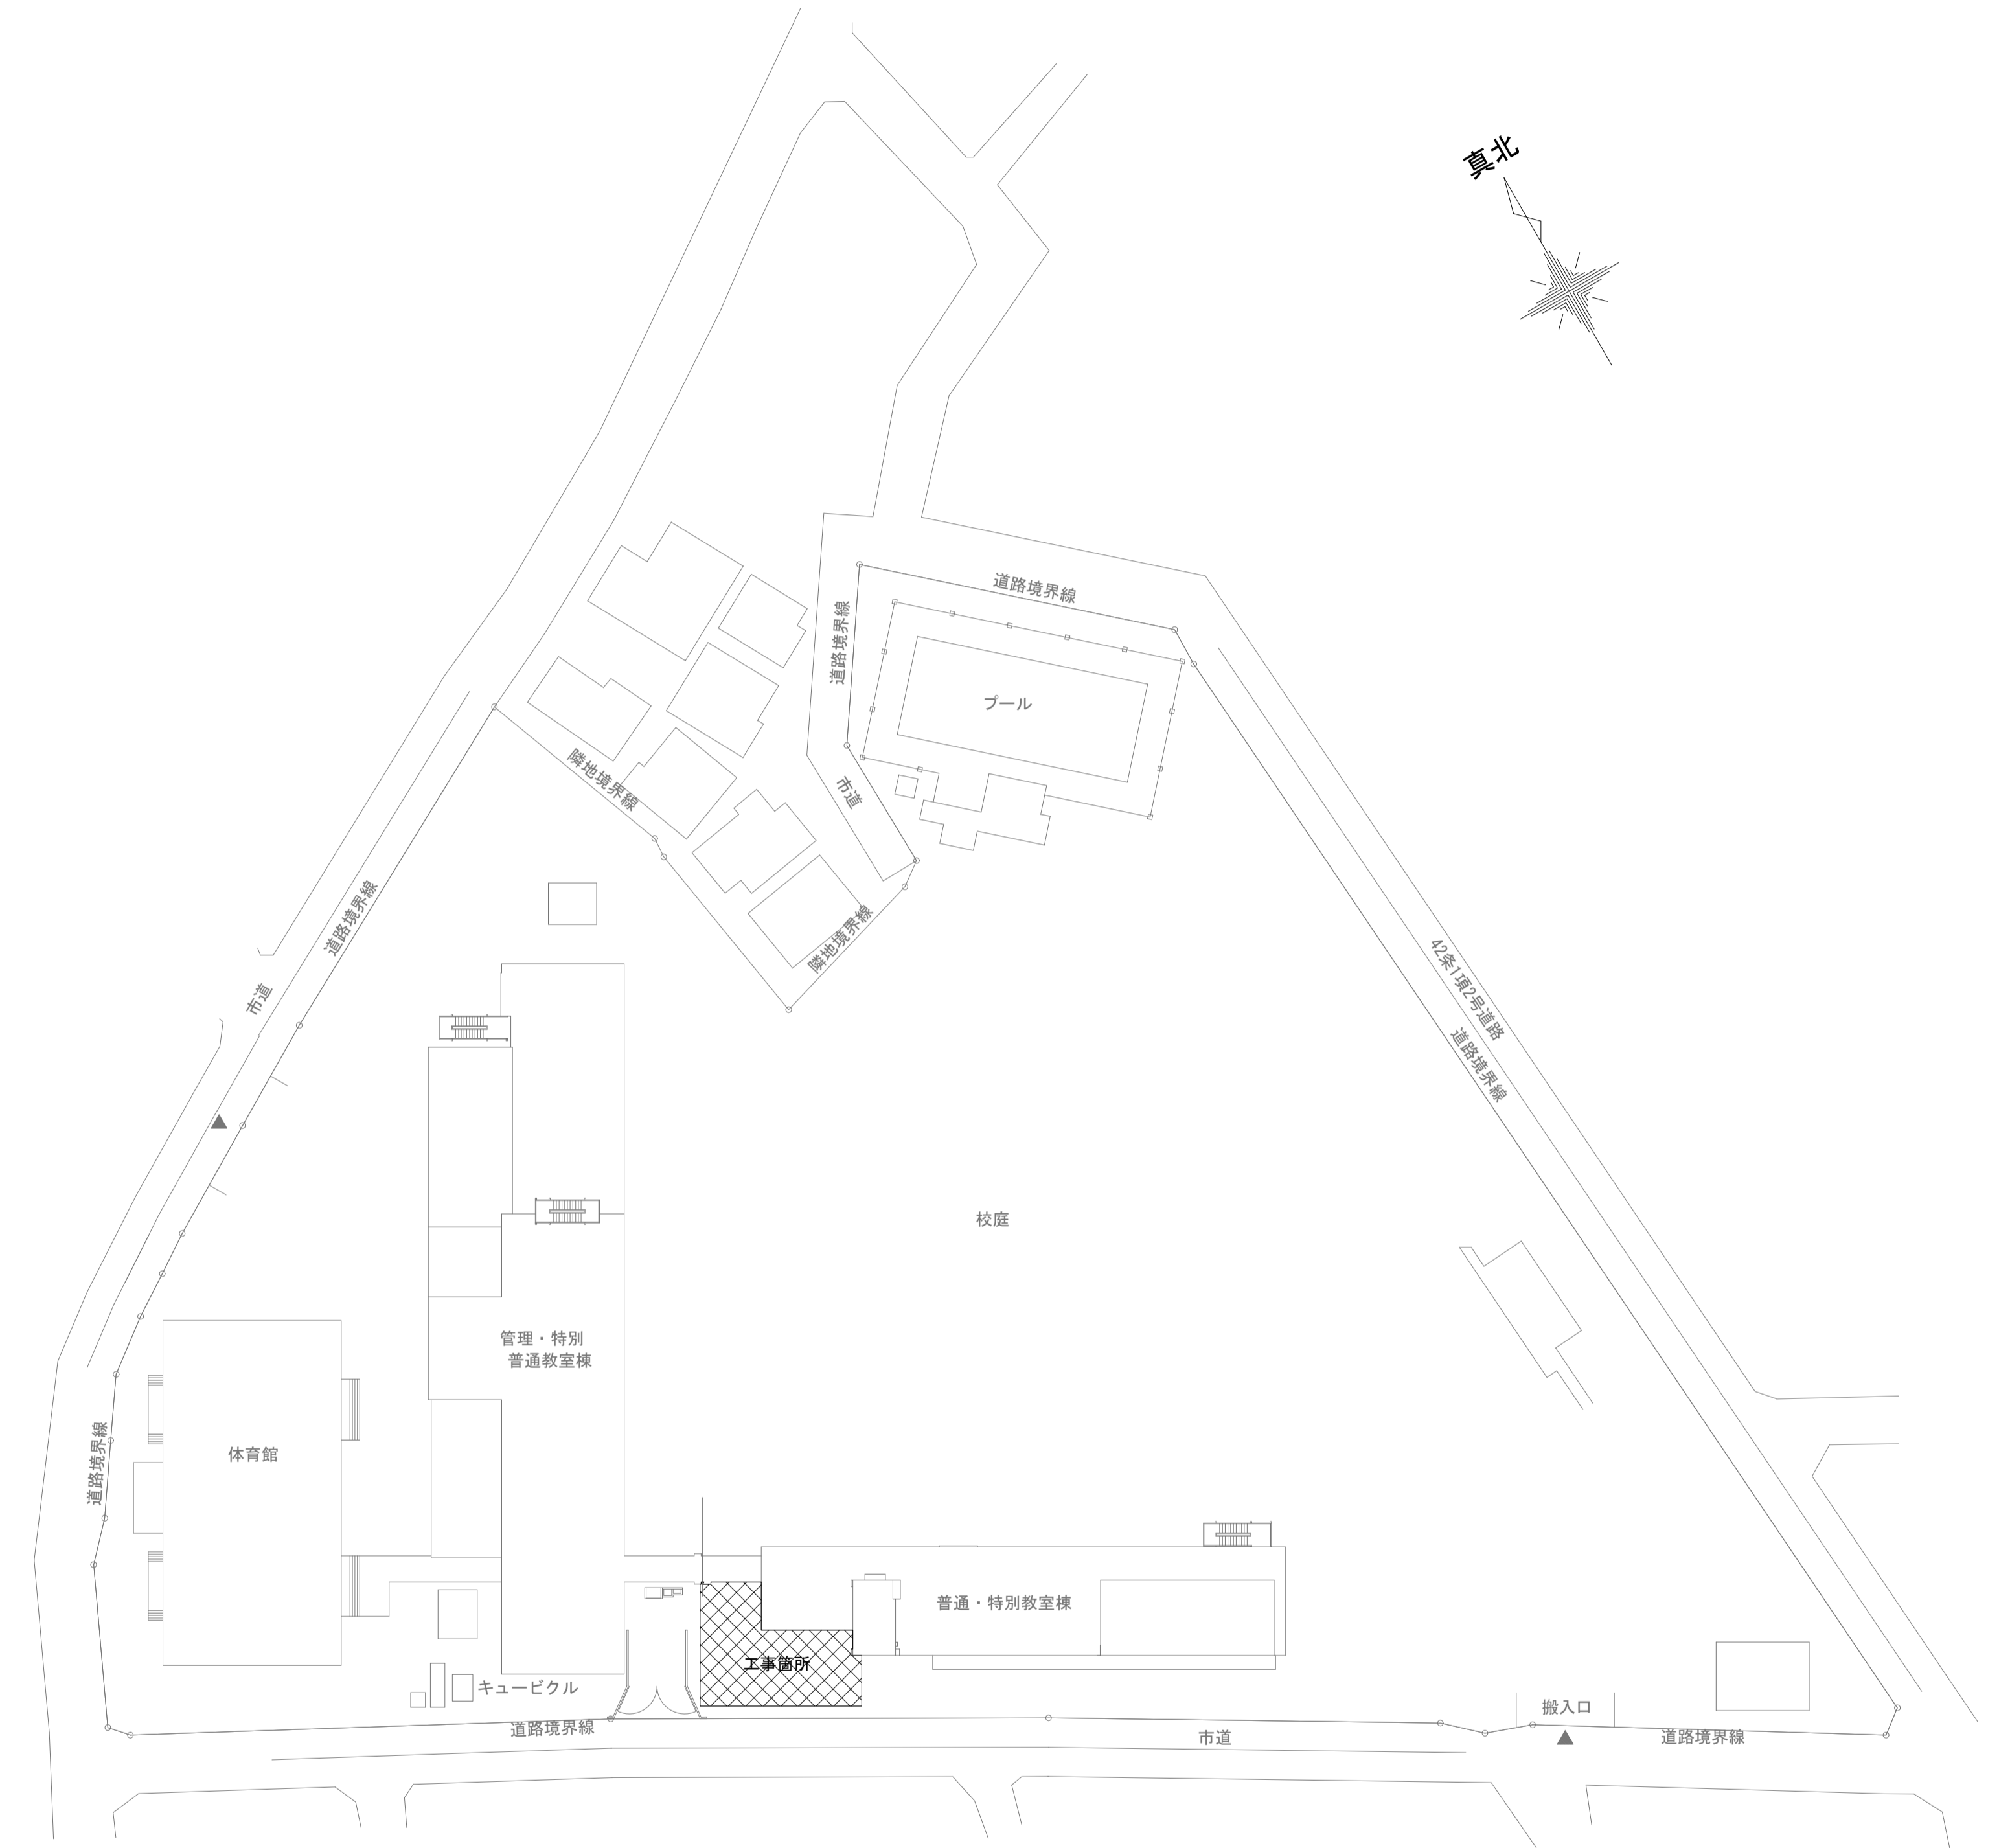 真北
道路境界線
道路境界線
プール
隣地境界線
市道
道路境界線
隣地境界線
42条1項2号道路
市道
道路境界線
校庭
管理・特別
普通教室棟
体育館
道路境界線
普通・特別教室棟
工事箇所
キュービクル
搬入口
道路境界線
市道
道路境界線